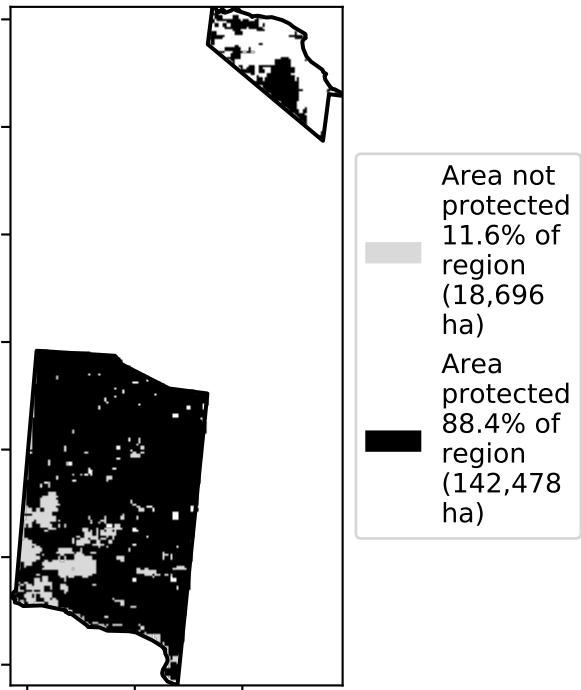 Area not
protected
11.6% of
region
(18,696
ha)
Area
protected
88.4% of
region
(142,478
ha)